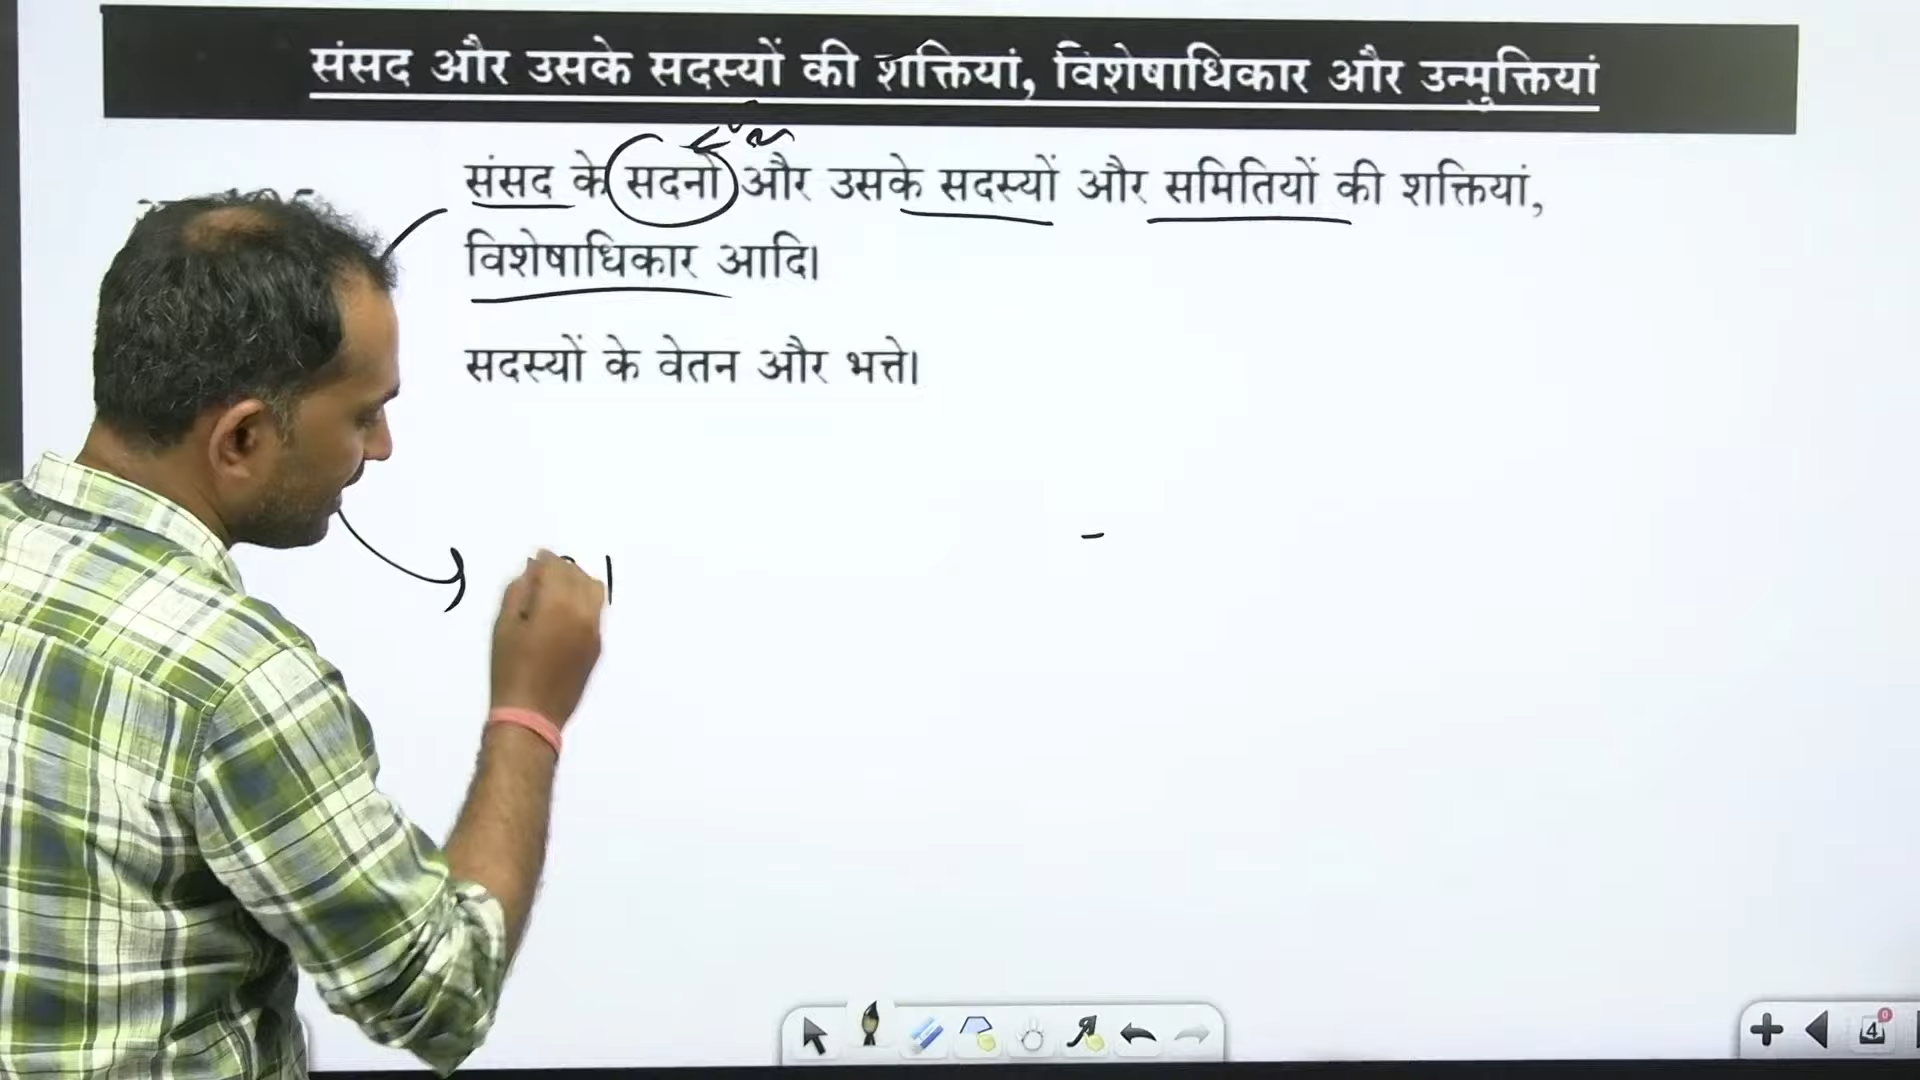 संसद और उसके सदस्यों की शक्तियां, विशेषाधिकार और उन्मुक्तियां
संसद के सदनों और उसके सदस्यों और समितियों की शक्तियां,
विशेषाधिकार आदि।
सदस्यों के वेतन और भत्ते।
4